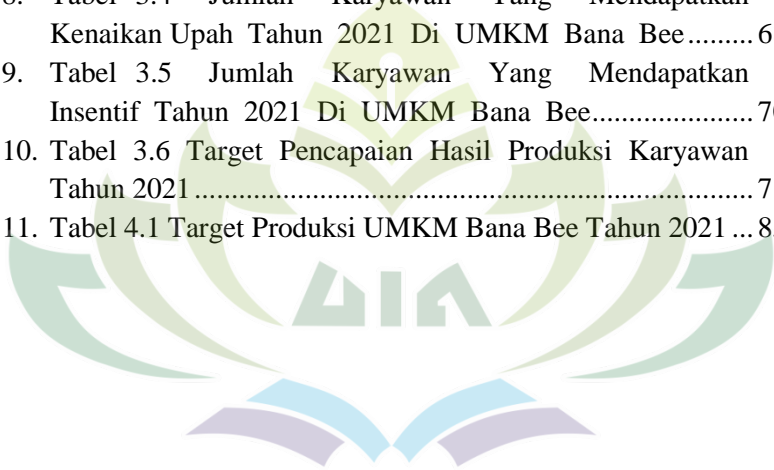 8. Tabel 3.4 Jumlah Karyawan Yang Mendapatkan
Kenaikan Upah Tahun 2021 Di UMKM Bana Bee......... 6
9. Tabel 3.5 Jumlah Karyawan Yang Mendapatkan
Insentif Tahun 2021 Di UMKM Bana Bee...................... 7
10. Tabel 3.6 Target Pencapaian Hasil Produksi Karyawan
Tahun 2021 ...................................................................... 7
11. Tabel 4.1 Target Produksi UMKM Bana Bee Tahun 2021 ... 8
UIN